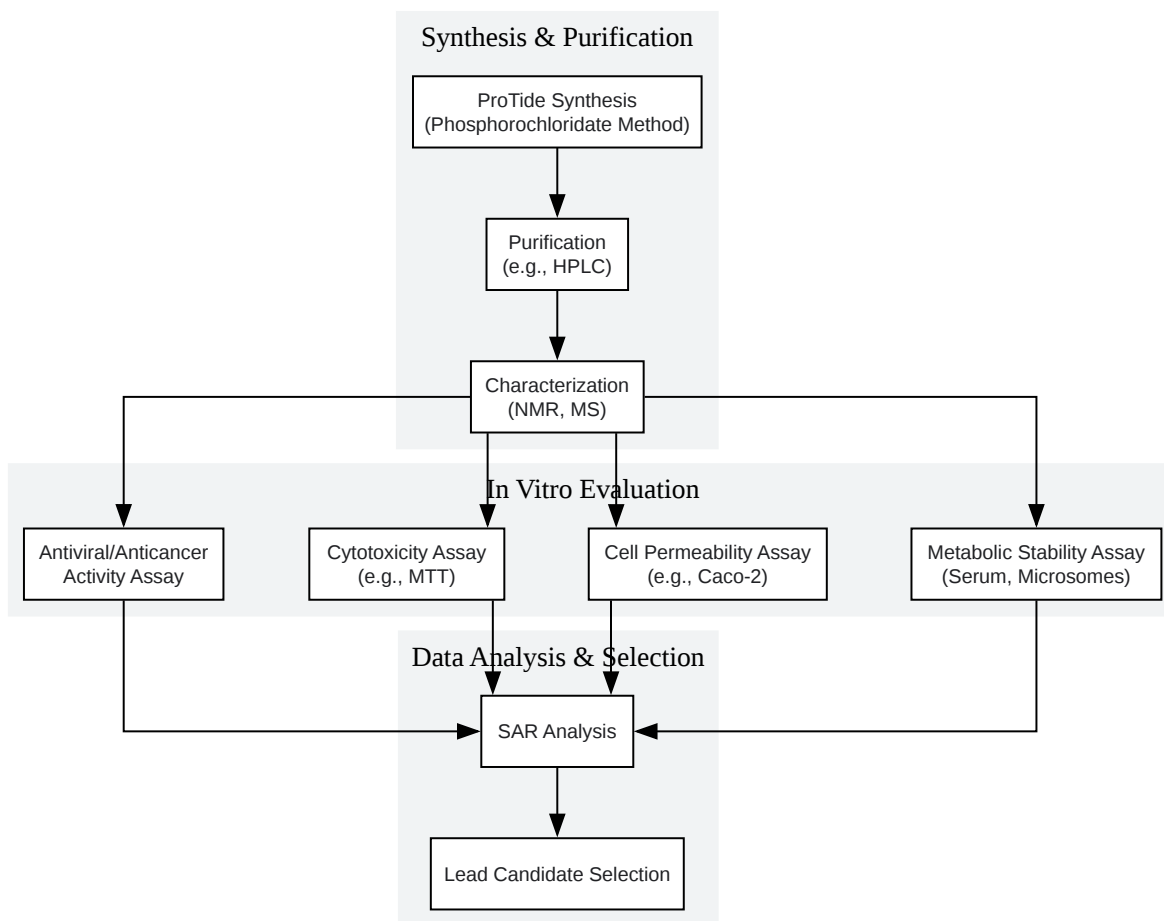 Synthesis & Purification
ProTide Synthesis
(Phosphorochloridate Method)
Purification
(e.g., HPLC)
Characterization
(NMR, MS)
In Vitro Evaluation
Antiviral/Anticancer
Activity Assay
Cytotoxicity Assay
(e.g., MTT)
Cell Permeability Assay
(e.g., Caco-2)
Metabolic Stability Assay
(Serum, Microsomes)
Data Analysis & Selection
SAR Analysis
Lead Candidate Selection